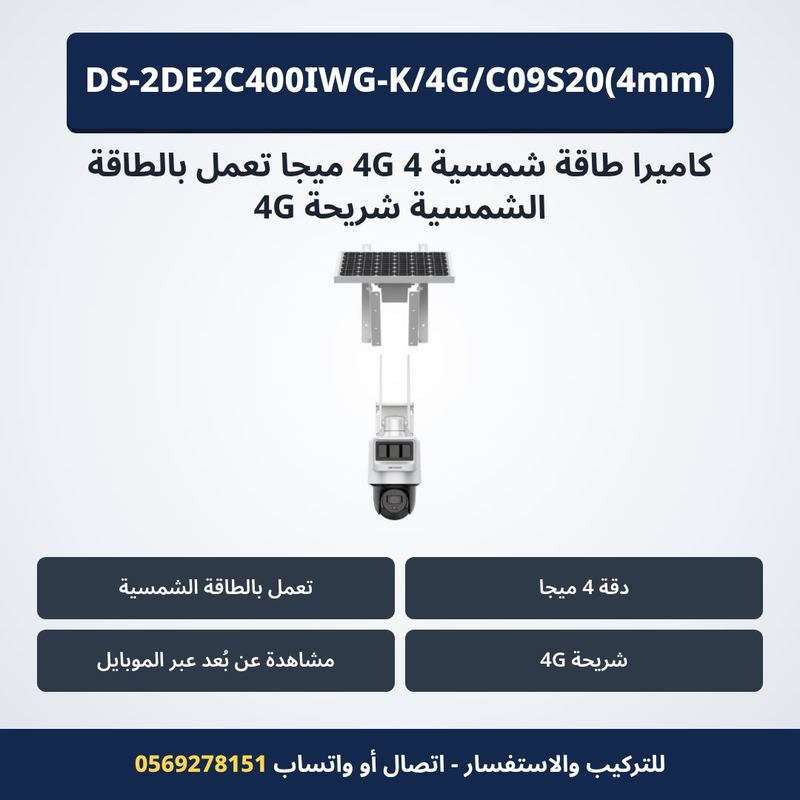 DS-2DE2C400IWG-K/4G/C09S20(4mm)
كاميرا طاقة شمسية 4G 4 ميجا تعمل بالطاقة
الشمسية شريحة 4G
دقة 4 ميجا
تعمل بالطاقة الشمسية
شريحة 4G
مشاهدة عن بُعد عبر الموبايل
للتركيب والاستفسار - اتصال أو واتساب 0569278151